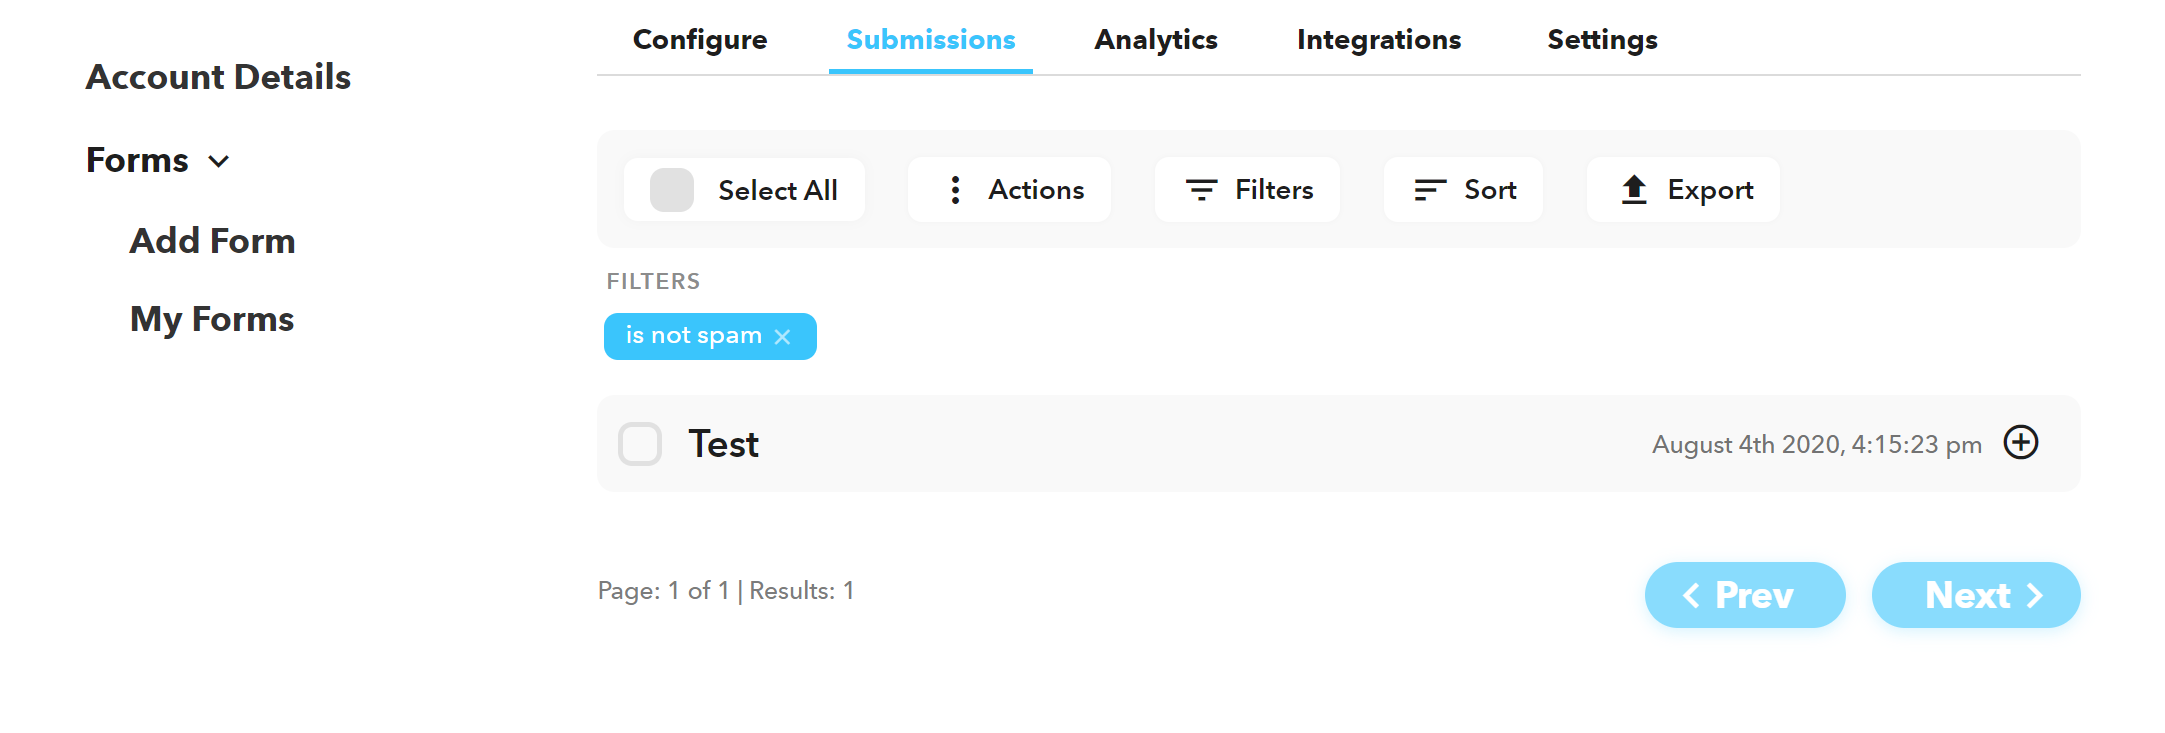 Configure Submissions Analytics Integrations Settings
Account Details
Forms
Add Form
My Forms
Select All Actions Filters Sort Export
FILTERS
is not spam ×
Test August 4th 2020, 4:15:23 pm
Page: 1 of 1 | Results: 1
Prev Next